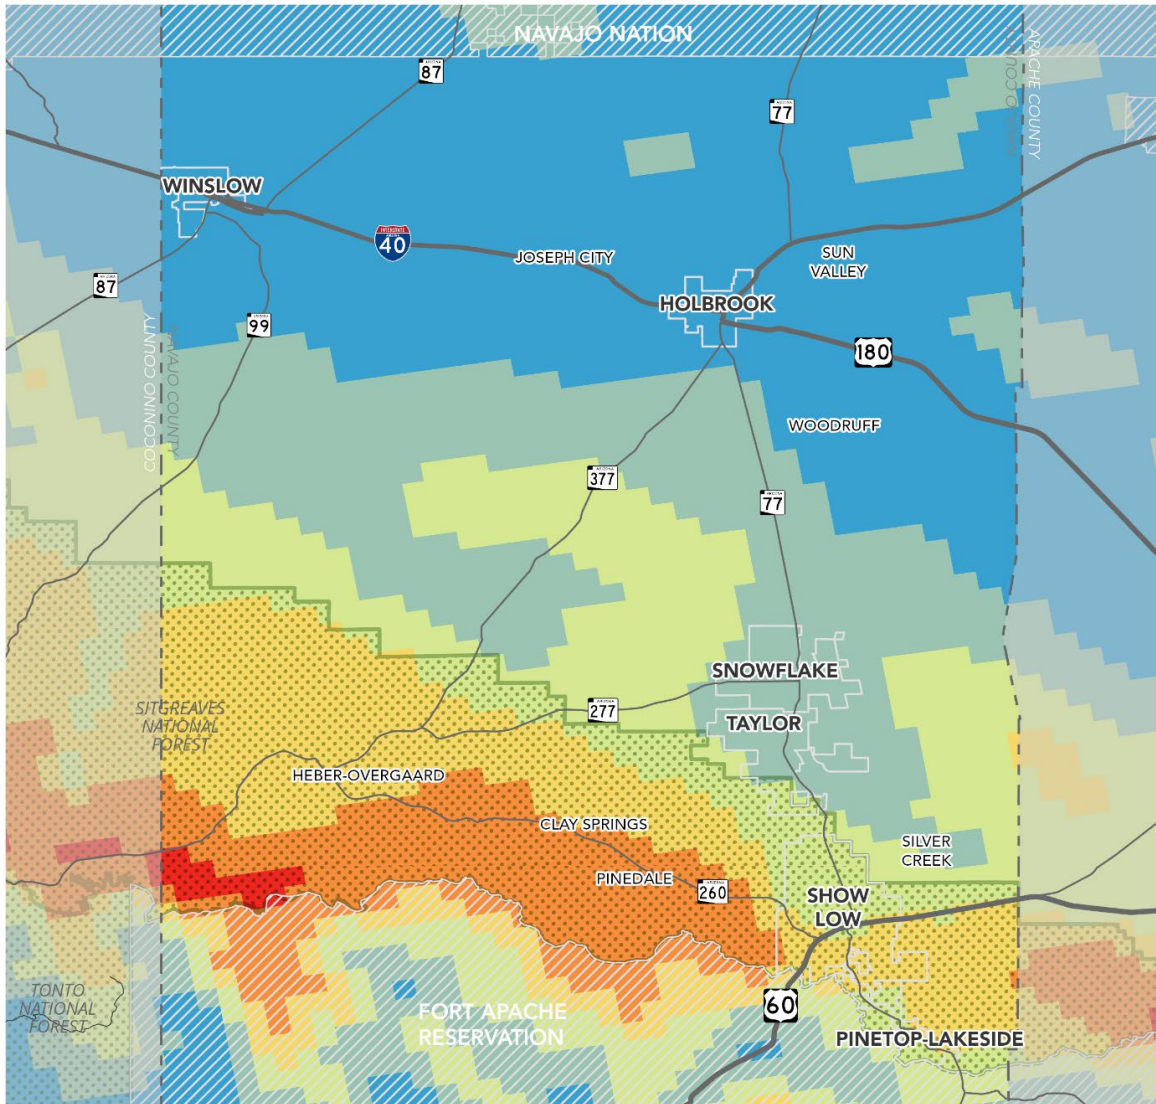 NAVAJO NATION
87
77
APACHE COUNTY
WINSLOW
INTERSTATE
40
JOSEPH CITY
SUN
VALLEY
87
HOLBROOK
99
180
COCONINO COUNTY
NAVAJO COUNTY
WOODRUFF
377
77
SNOWFLAKE
SITGREAVES
NATIONAL
FOREST
277
TAYLOR
HEBER-OVERGAARD
CLAY SPRINGS
SILVER
CREEK
PINEDALE
260
SHOW
LOW
TONTO
NATIONAL
FOREST
FORT APACHE
RESERVATION
60
PINETOP-LAKESIDE